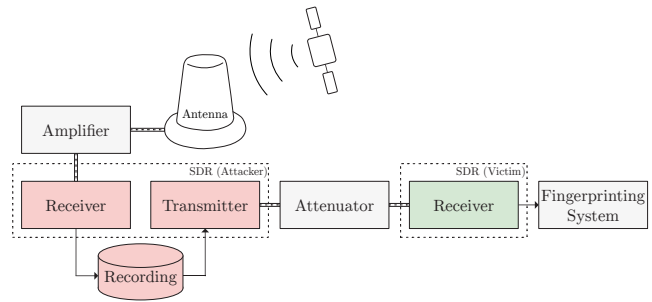 Antenna
Amplifier
SDR (Attacker)
SDR (Victim)
Receiver
Transmitter
Attenuator
Receiver
Fingerprinting
System
Recording